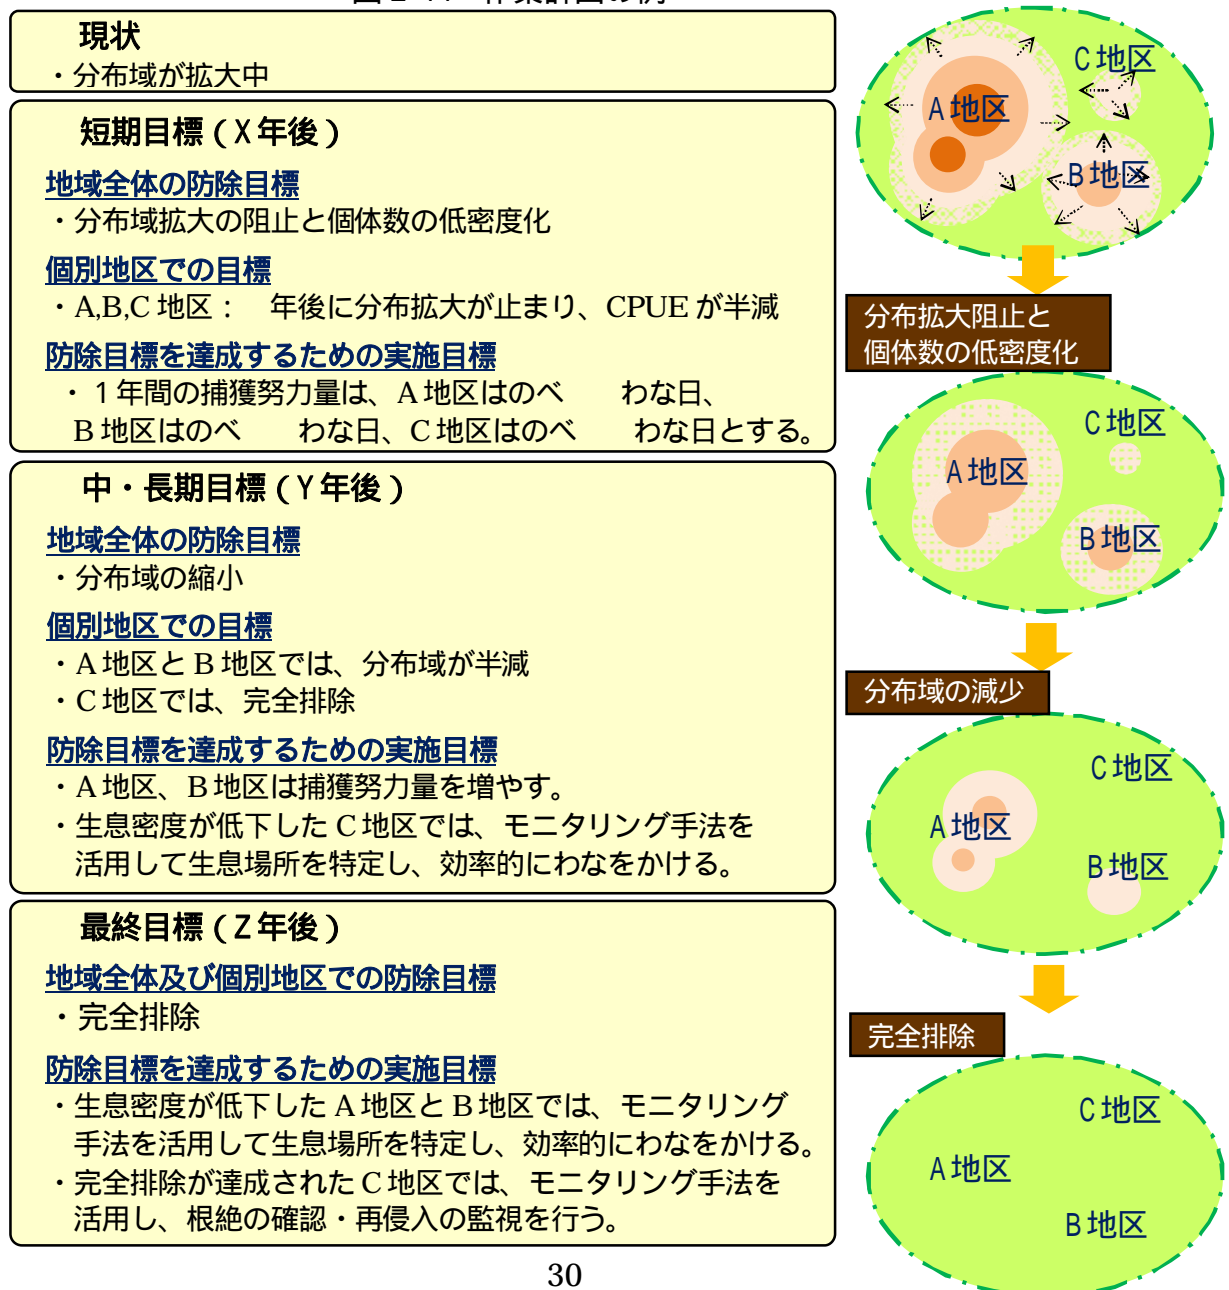 現状
・分布域が拡大中
短期目標（X年後）
地域全体の防除目標
・分布域拡大の阻止と個体数の低密度化
個別地区での目標
・A,B,C 地区：　年後に分布拡大が止まり、CPUE が半減
防除目標を達成するための実施目標
・１年間の捕獲努力量は、A 地区はのべ　　わな日、
B 地区はのべ　　わな日、C 地区はのべ　　わな日とする。
中・長期目標（Y年後）
地域全体の防除目標
・分布域の縮小
個別地区での目標
・A 地区と B 地区では、分布域が半減
・C 地区では、完全排除
防除目標を達成するための実施目標
・A 地区、B 地区は捕獲努力量を増やす。
・生息密度が低下した C 地区では、モニタリング手法を
活用して生息場所を特定し、効率的にわなをかける。
最終目標（Z年後）
地域全体及び個別地区での防除目標
・完全排除
防除目標を達成するための実施目標
・生息密度が低下した A 地区と B 地区では、モニタリング
手法を活用して生息場所を特定し、効率的にわなをかける。
・完全排除が達成された C 地区では、モニタリング手法を
活用し、根絶の確認・再侵入の監視を行う。
C地区
A地区
B地区
分布拡大阻止と
個体数の低密度化
C地区
A地区
B地区
分布域の減少
C地区
A地区
B地区
完全排除
C地区
A地区
B地区
30